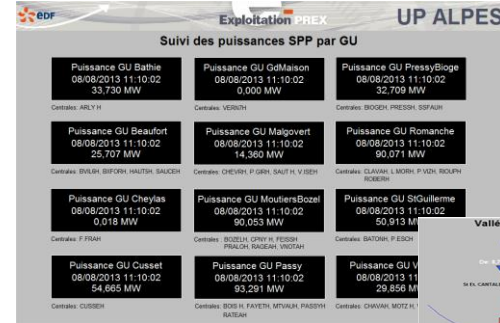 edf
Exploitation PREX
UP ALPES
Suivi des puissances SPP par GU
Puissance GU Bathie
08/08/2013 11:10:02
33,730 MW
Centrales: ARLY H
Puissance GU GdMaison
08/08/2013 11:10:02
0,000 MW
Centrales: VERN7H
Puissance GU PressyBioge
08/08/2013 11:10:02
32,709 MW
Centrales: BIOGEH, PRESSH, SSFAUH
Puissance GU Beaufort
08/08/2013 11:10:02
25,707 MW
Centrales:
Puissance GU Malgovert
08/08/2013 11:10:02
14,360 MW
Centrales: CHEVRH, P.GIRH, SAUT H, V.ISEH
Puissance GU Romanche
08/08/2013 11:10:02
90,071 MW
Centrales: CLAVAH, L.MORH, P.VIZH, RIOUPH
ROBERH
Puissance GU Cheylas
08/08/2013 11:10:02
0,018 MW
Centrales: F.FRAH
Puissance GU MoutiersBozel
08/08/2013 11:10:02
90,053 MW
Centrales: BOZELH, CPNY H, FEISSH
PRALOH, RAGEAH, VNOTAH
Puissance GU StGuillerme
08/08/2013 11:10:02
50,913 M
Centrales: BATONH, P.ESCH
Puissance GU Cusset
08/08/2013 11:10:02
54,665 MW
Centrales: CUSSEH
Puissance GU Passy
08/08/2013 11:10:02
93,291 MW
Centrales: BOIS H, FAYETH, MTVAUH, PASSYH
RATEAH
Puissance GU V
08/08/2013 11
29,856 M
Centrales: CHAVAH, MOTZ H,
Vallé